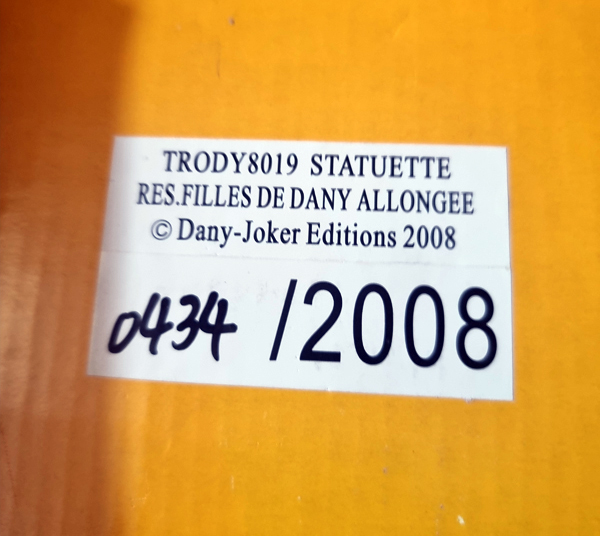 TRODY8019 STATUETTE
RES.FILLES DE DANY ALLONGEE
© Dany-Joker Editions 2008
0434 /2008